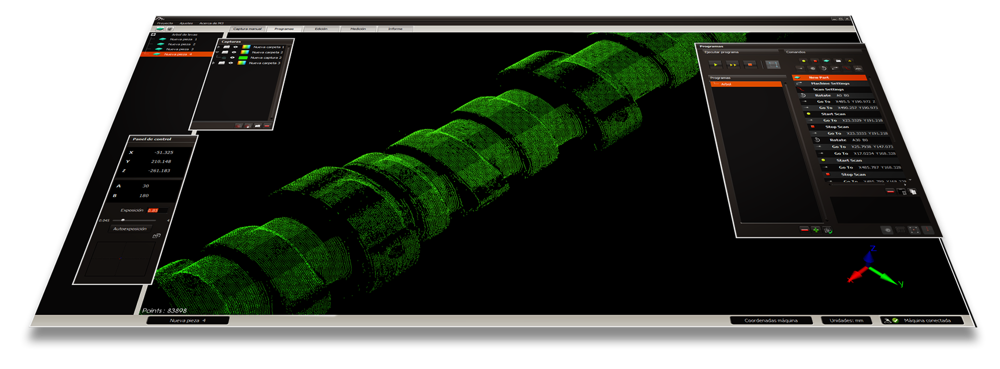 Proyecto Ajustes Acerca de M3
Captura manual Programas Edición Medición Informe
Arbol de levas
Nueva pieza 1
Nueva pieza 2
Nueva pieza 3
Nueva pieza 4
Capturas
Nueva carpeta 1
Nueva carpeta 2
Nueva captura 2
Nueva carpeta 3
Panel de control
X -51.325
Y 210.148
Z -261.183
A 30
B 180
Exposición 0.85
0.045 4
Autoexposición
Points : 83898
Programas
Ejecutar programa Comandos
Programas
Arbol
New Part
Machine Settings
Scan Settings
Rotate A0 B0
Go To X485.5 Y190.972 Z
Go To X490.257 Y190.973
Start Scan
Go To X23.3329 Y191.218
Stop Scan
Go To X23.3333 Y191.218
Rotate A30 B0
Go To X25.7938 Y147.073
Go To X17.0234 Y168.328
Start Scan
Go To X485.787 Y168.328
Stop Scan
Go To X485.789 Y168.329
Z
X
y
Nueva pieza 4
Coordenadas máquina
Unidades: mm
Máquina conectada